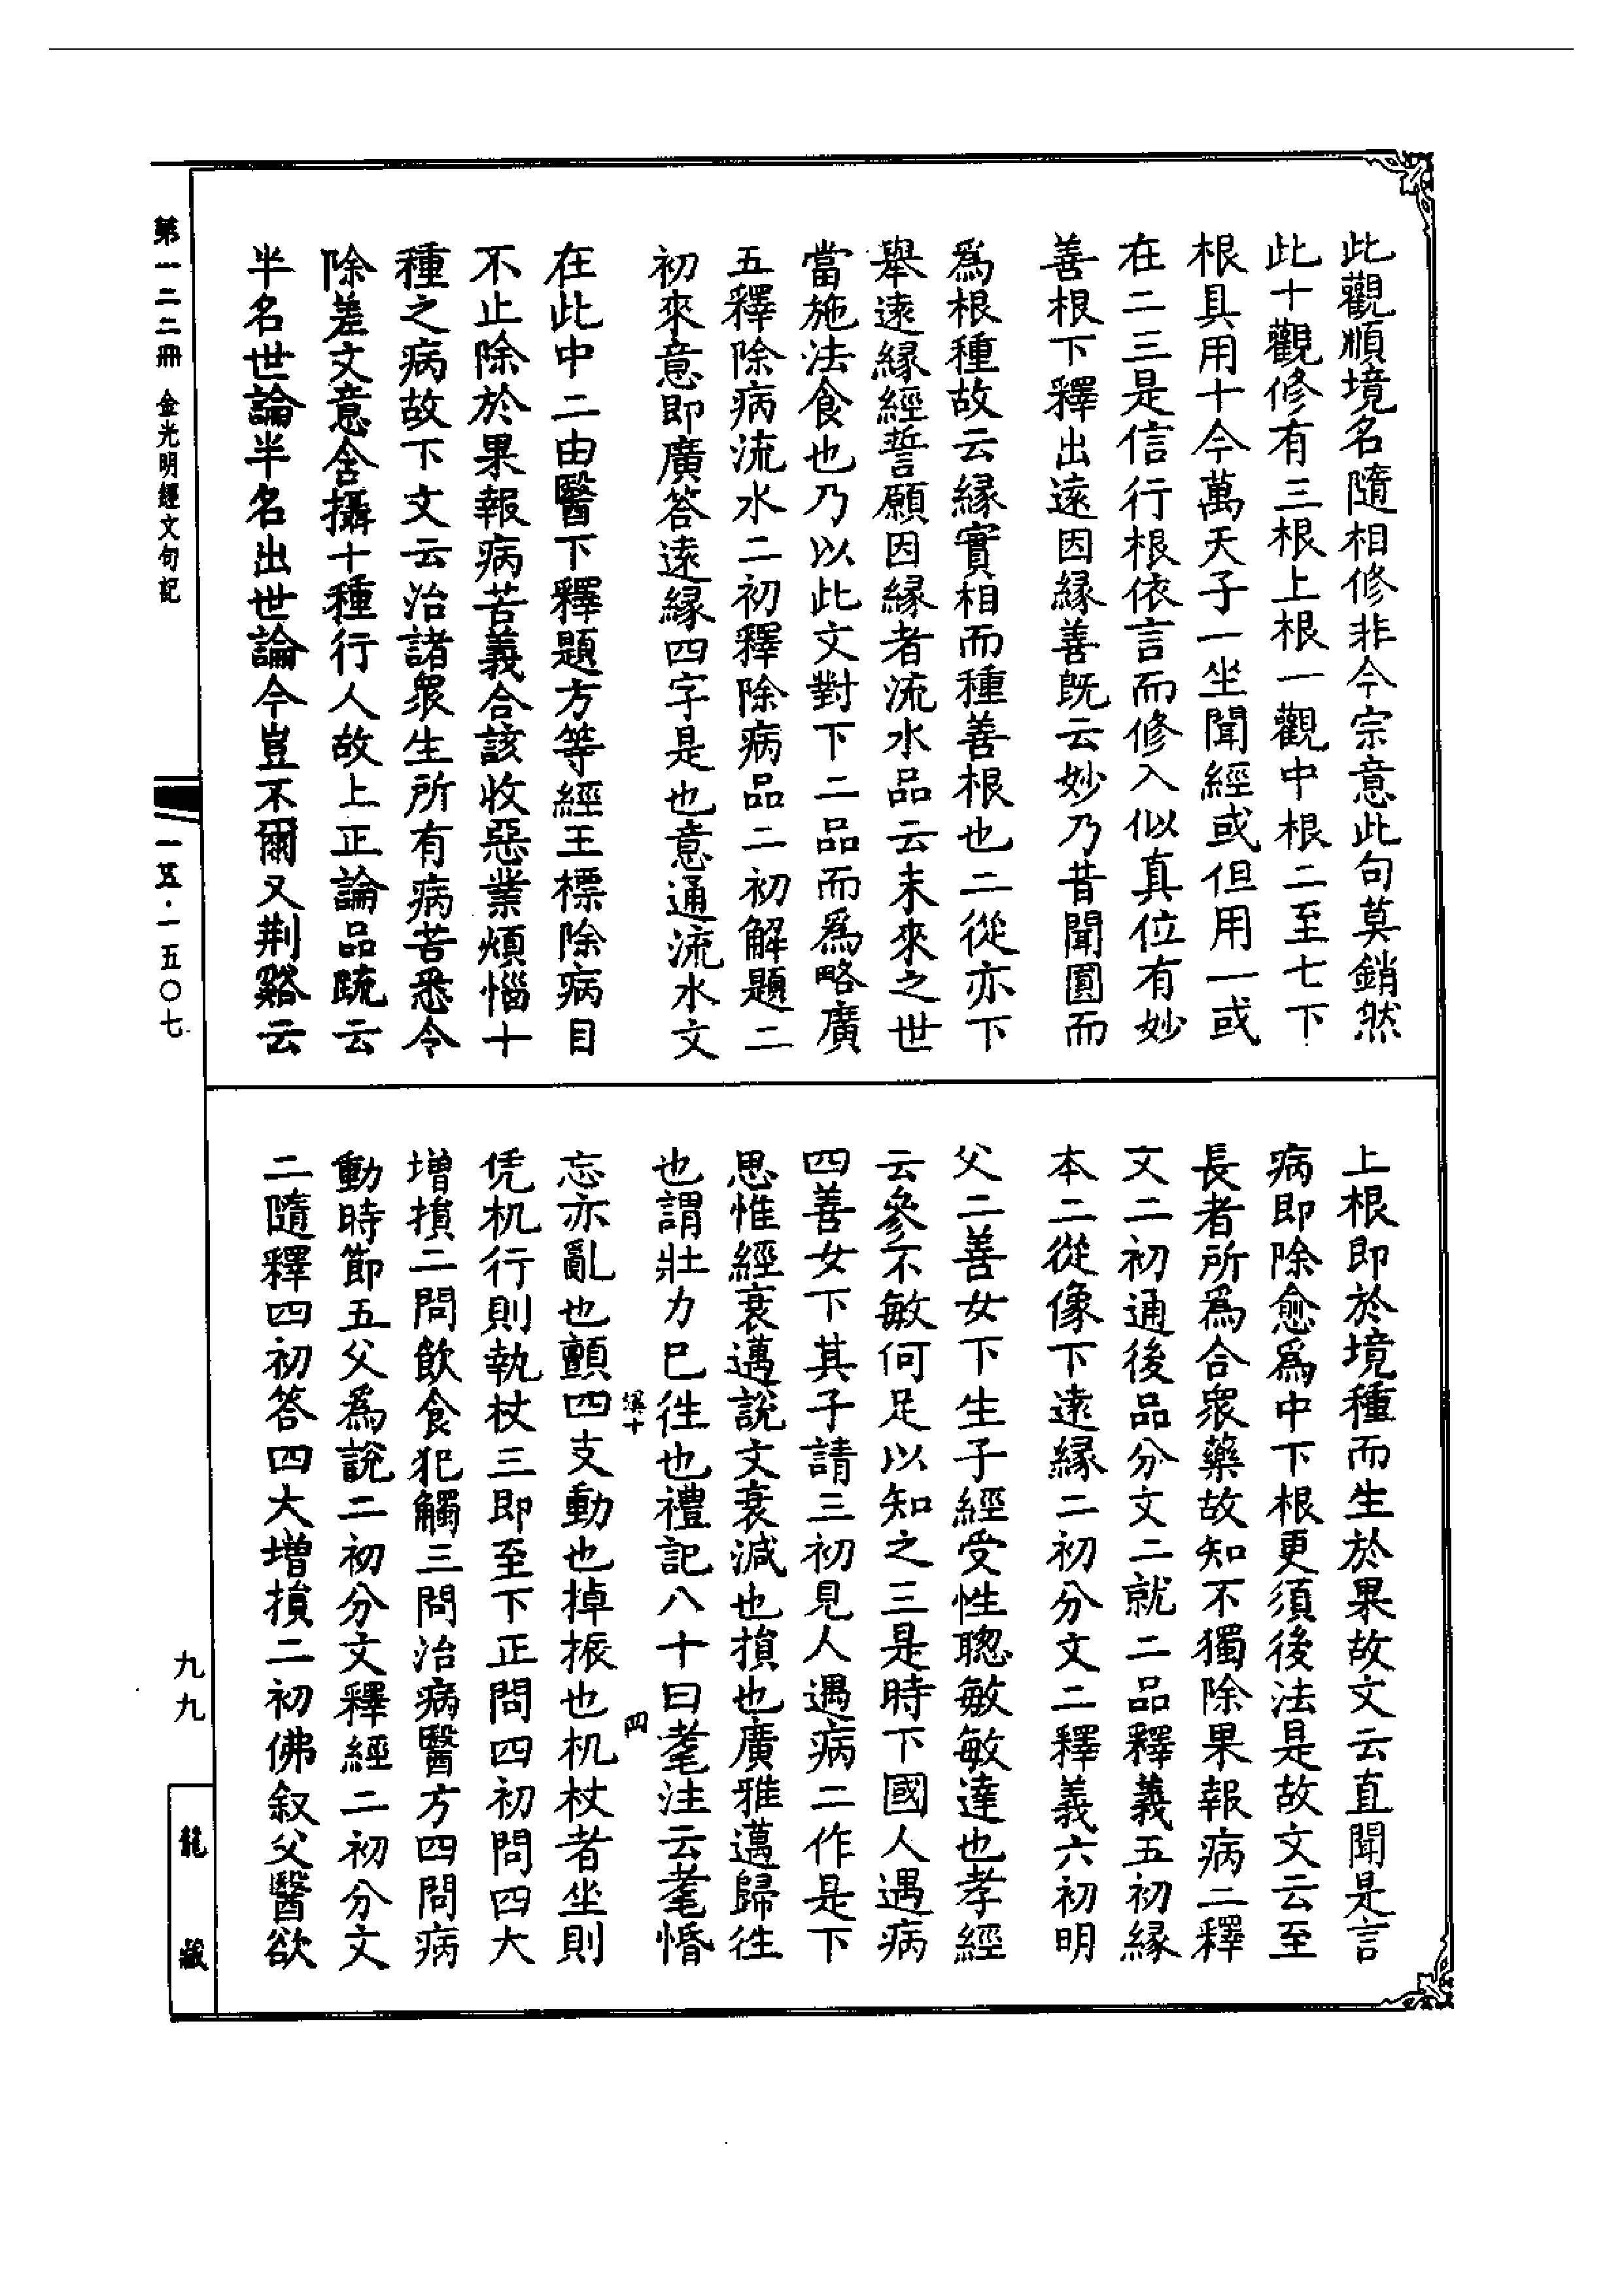 此觀順境名隨相修非今宗意此句莫銷然
此十觀修有三根上根一觀中根二至七下
根具用十今萬天子一坐聞經或但用一或
在二三是信行根依言而修入似真位有妙
善根下釋出遠因緣善旣云妙乃昔聞圓而
爲根種故云緣實相而種善根也二從亦下
舉遠緣經誓願因緣者流水品云未來之世
當施法食也乃以此文對下二品而爲略廣
五釋除病流水二初釋除病品二初解題二
初來意即廣答遠緣四字是也意通流水文
在此中二由醫下釋題方等經王標除病目
不止除於果報病苦義合該收惡業煩惱十
種之病故下文云治諸衆生所有病苦悉令
除差文意含攝十種行人故上正論品䟽云
半名世論半名出世論今豈不爾又荆谿云
上根即於境種而生於果故文云直聞是言
病即除愈爲中下根更須後法是故文云至
長者所爲合衆藥故知不獨除果報病二釋
文二初通後品分文二就二品釋義五初緣
本二從像下遠緣二初分文二釋義六初明
父二善女下生子經受性聰敏敏達也孝經
云參不敏何足以知之三是時下國人遇病
四善女下其子請三初見人遇病二作是下
思惟經衰邁說文衰減也損也廣雅邁歸往
也謂壯力已往也禮記八十曰耄注云耄惛
忘亦亂也顫四支動也掉振也机杖者坐則
凭机行則執杖三即至下正問四初問四大
增損二問飲食犯觸三問治病醫方四問病
動時節五父爲說二初分文釋經二初分文
二隨釋四初答四大增損二初佛叙父醫欲
第一二二冊 金光明經文句記
一五·一五〇七
九九
龍藏